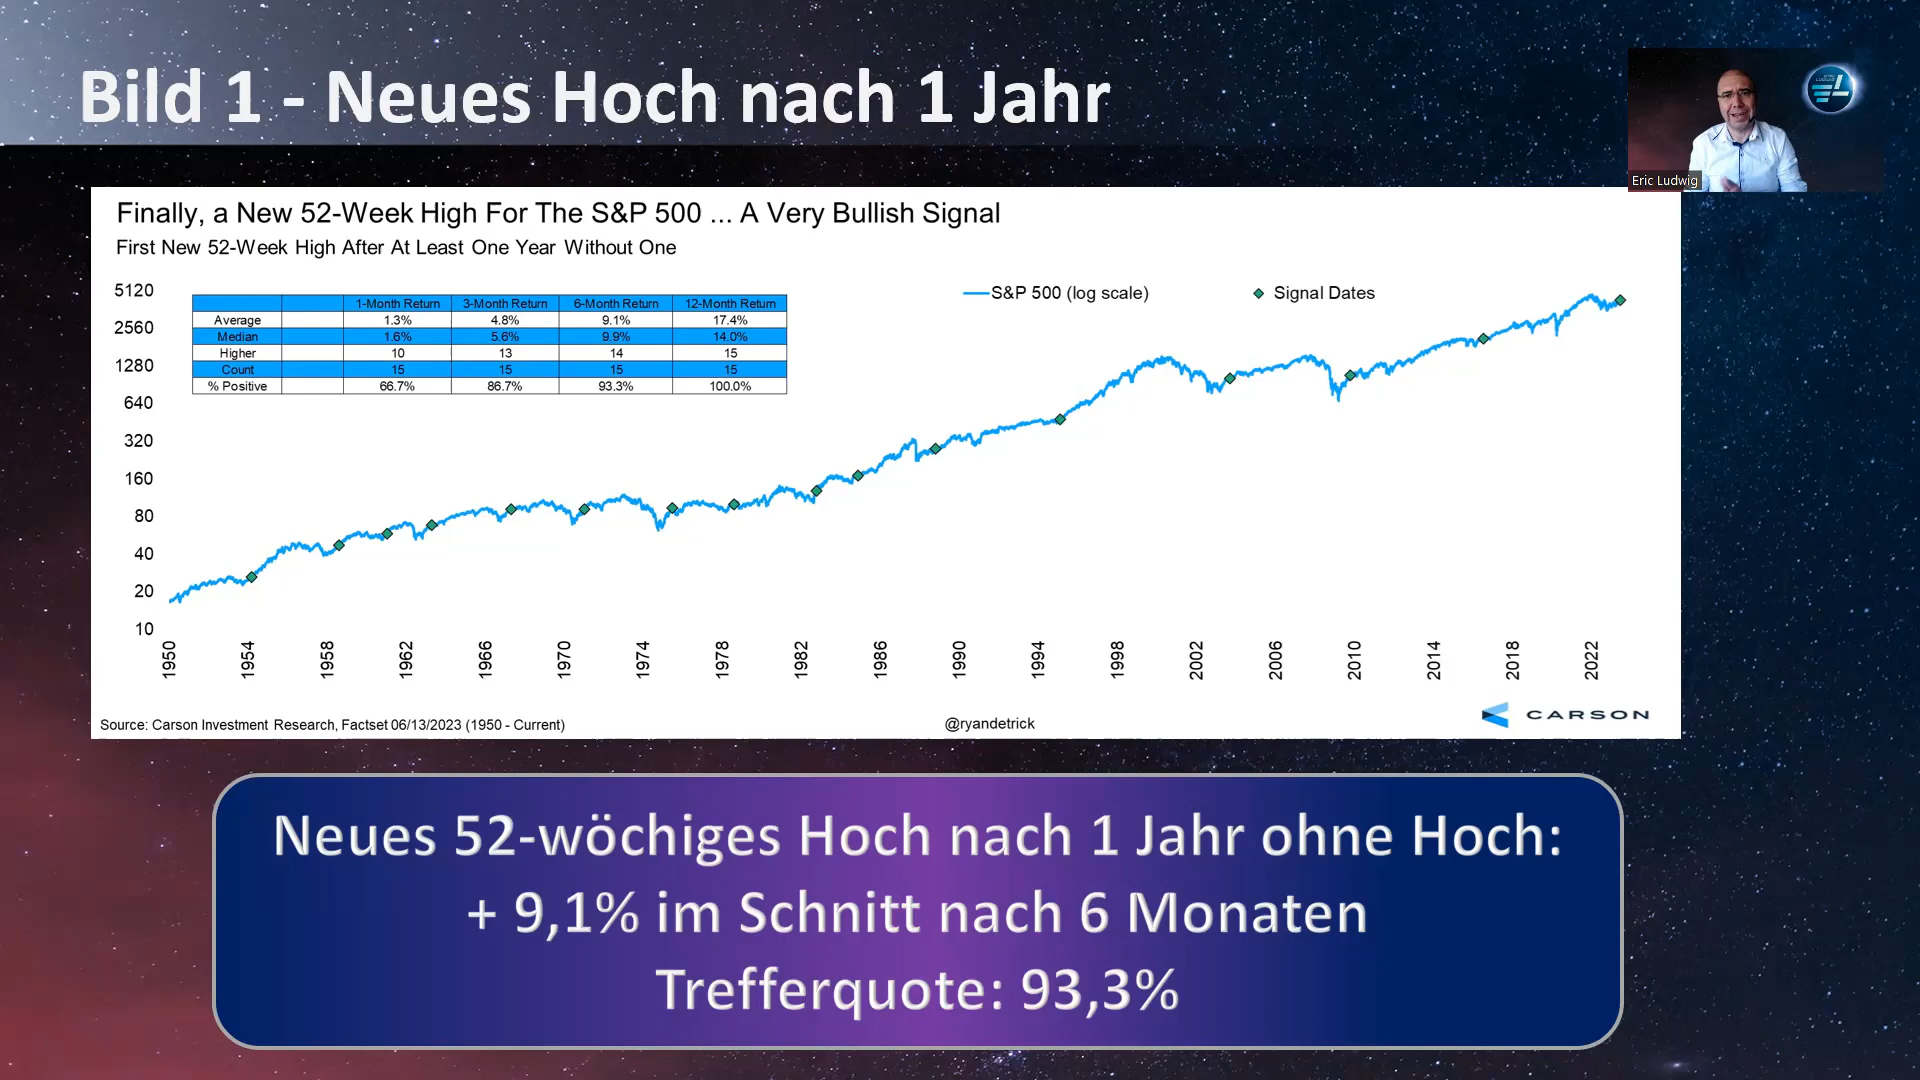 Bild 1 - Neues Hoch nach 1 Jahr
Eric Ludwig
Finally, a New 52-Week High For The S&P 500 ... A Very Bullish Signal
First New 52-Week High After At Least One Year Without One
S&P 500 (log scale) Signal Dates
1-Month Return 3-Month Return 6-Month Return 12-Month Return
Average 1.3% 4.8% 9.1% 17.4%
Median 1.6% 5.6% 9.9% 14.0%
Higher 10 13 14 15
Count 15 15 15 15
% Positive 66.7% 86.7% 93.3% 100.0%
5120
2560
1280
640
320
160
80
40
20
10
1950 1954 1958 1962 1966 1970 1974 1978 1982 1986 1990 1994 1998 2002 2006 2010 2014 2018 2022
Source: Carson Investment Research, Factset 06/13/2023 (1950 - Current)
@ryandetrick
CARSON
Neues 52-wöchiges Hoch nach 1 Jahr ohne Hoch:
+ 9,1% im Schnitt nach 6 Monaten
Trefferquote: 93,3%